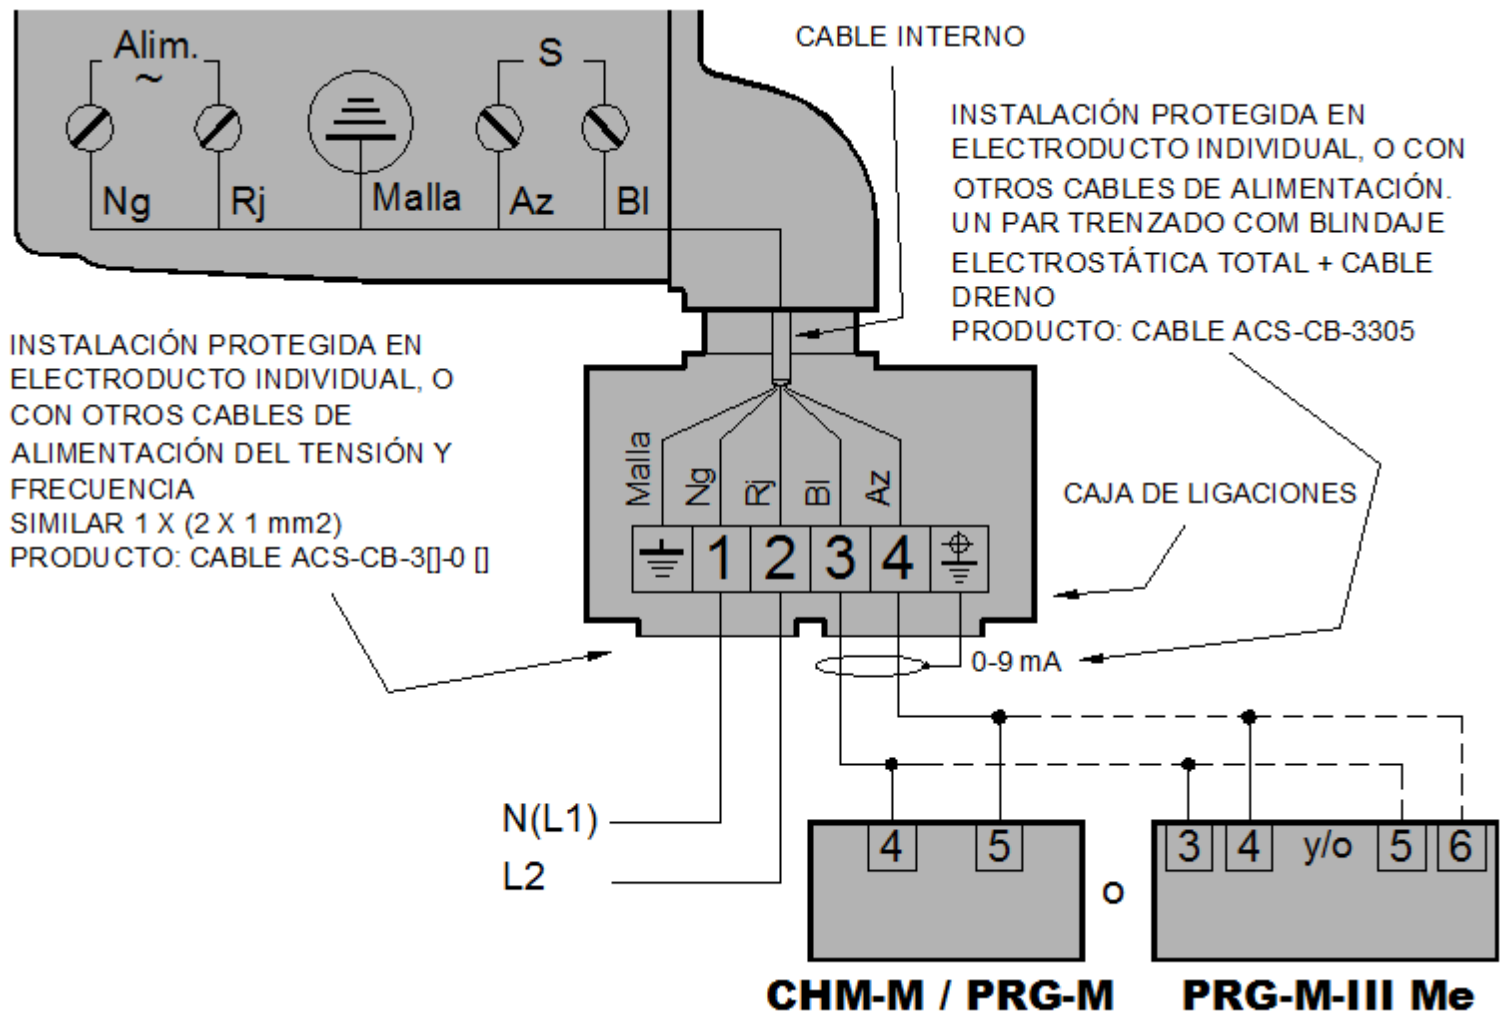 CABLE INTERNO
Alim.
~
S
Ng
Rj
Malla
Az
Bl
INSTALACIÓN PROTEGIDA EN
ELECTRODUCTO INDIVIDUAL, O CON
OTROS CABLES DE ALIMENTACIÓN.
UN PAR TRENZADO COM BLINDAJE
ELECTROSTÁTICA TOTAL + CABLE
DRENO
PRODUCTO: CABLE ACS-CB-3305
INSTALACIÓN PROTEGIDA EN
ELECTRODUCTO INDIVIDUAL, O
CON OTROS CABLES DE
ALIMENTACIÓN DEL TENSIÓN Y
FRECUENCIA
SIMILAR 1 X (2 X 1 mm2)
PRODUCTO: CABLE ACS-CB-3[]-0 []
Malla
Ng
Rj
Bl
Az
1
2
3
4
CAJA DE LIGACIONES
0-9 mA
N(L1)
L2
4
5
o
3
4
y/o
5
6
CHM-M / PRG-M
PRG-M-III Me